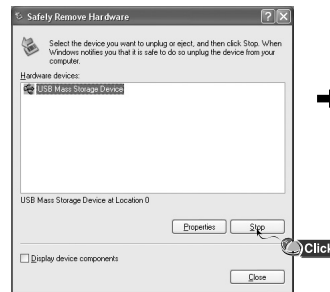 Safely Remove Hardware
Select the device you want to unplug or eject, and then click Stop. When
Windows notifies you that it is safe to do so unplug the device from your
computer.
Hardware devices:
USB Mass Storage Device
USB Mass Storage Device at Location 0
Properties
Stop
Click
Display device components
Close